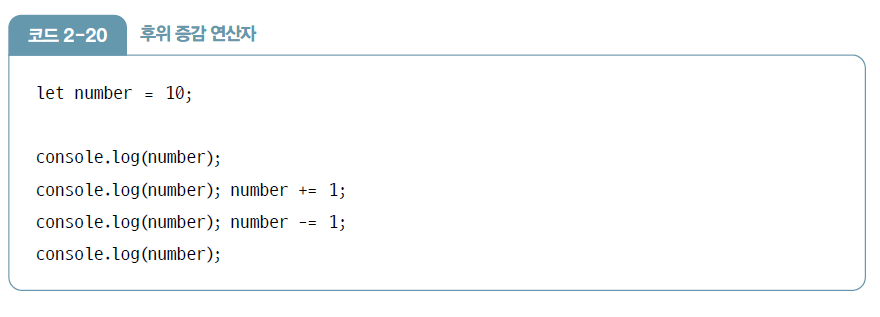 코드 2-20 후위 증감 연산자
let number = 10;
console.log(number);
console.log(number); number += 1;
console.log(number); number -= 1;
console.log(number);